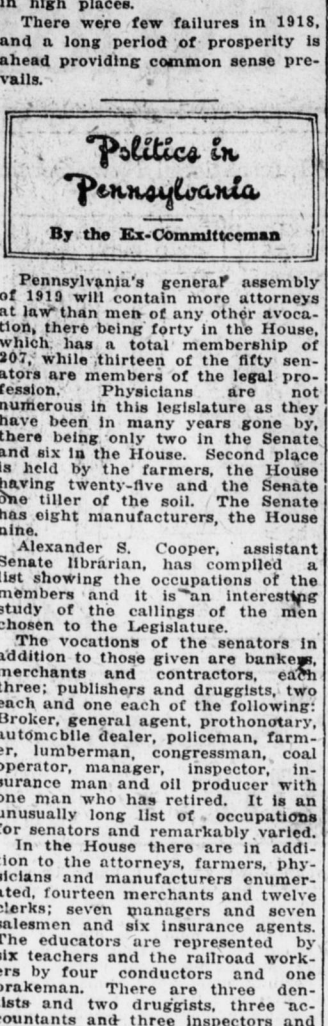 in high places.
There were few failures in 1918,
and a long period of prosperity is
ahead providing common sense pre-
vails.
Politics in
Pennsylvania
By the Ex-Committeeman
Pennsylvania's general assembly
of 1919 will contain more attorneys
at law than men of any other avoca-
tion, there being forty in the House,
which has a total membership of
207, while thirteen of the fifty sen-
ators are members of the legal pro-
fession. Physicians are not
numerous in this legislature as they
have been in many years gone by,
there being only two in the Senate
and six in the House. Second place
is held by the farmers, the House
having twenty-five and the Senate
one tiller of the soil. The Senate
has eight manufacturers, the House
nine.
Alexander S. Cooper, assistant
Senate librarian, has compiled a
list showing the occupations of the
members and it is an interesting
study of the callings of the men
chosen to the Legislature.
The vocations of the senators in
addition to those given are bankers,
merchants and contractors, each
three; publishers and druggists, two
each and one each of the following:
Broker, general agent, prothonotary,
automobile dealer, policeman, farm-
er, lumberman, congressman, coal
operator, manager, inspector, in-
surance man and oil producer with
one man who has retired. It is an
unusually long list of occupations
for senators and remarkably varied.
In the House there are in addi-
tion to the attorneys, farmers, phy-
sicians and manufacturers enumer-
ated, fourteen merchants and twelve
clerks; seven managers and seven
salesmen and six insurance agents.
The educators are represented by
six teachers and the railroad work-
ers by four conductors and one
brakeman. There are three den-
ists and two druggists, three ac-
countants and three inspectors and